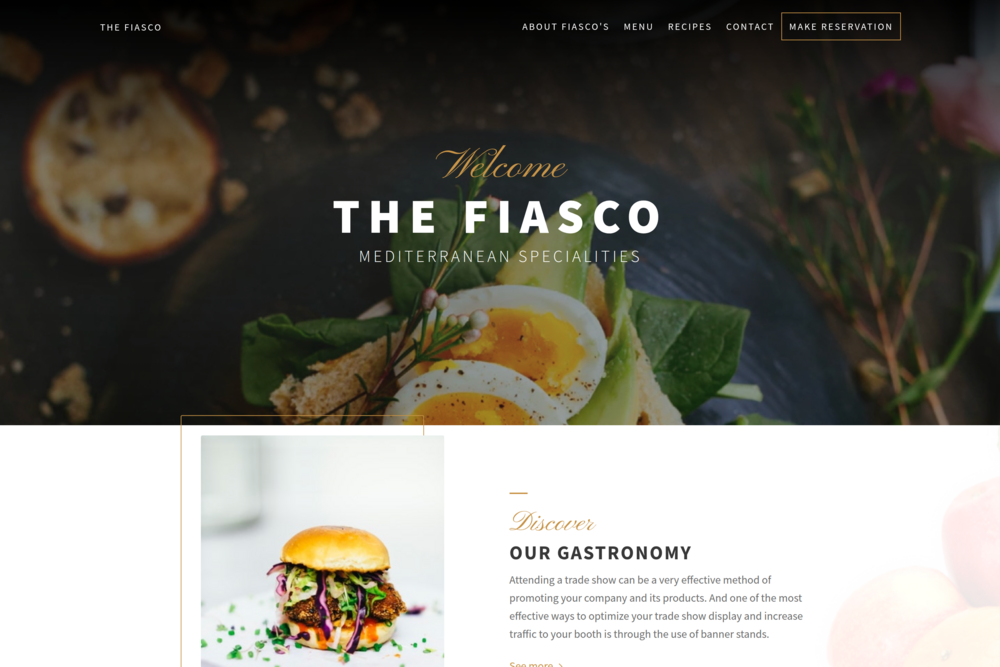 THE FIASCO
ABOUT FIASCO'S MENU RECIPES CONTACT MAKE RESERVATION
Welcome
THE FIASCO
MEDITERRANEAN SPECIALITIES
Discover
OUR GASTRONOMY
Attending a trade show can be a very effective method of
promoting your company and its products. And one of the most
effective ways to optimize your trade show display and increase
traffic to your booth is through the use of banner stands.
See more >